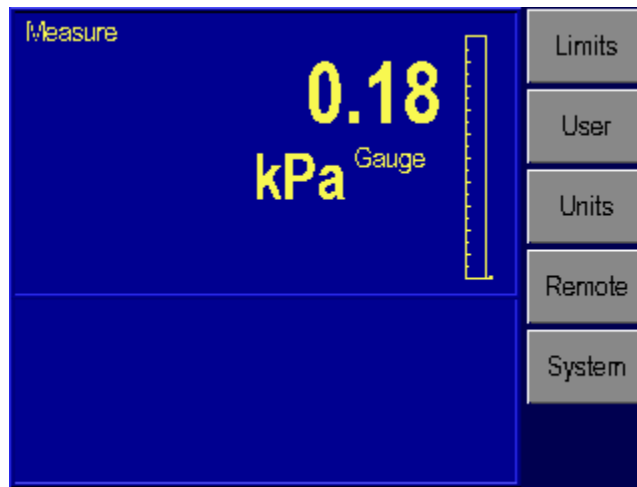 Measure
0.18
kPa Gauge
Limits
User
Units
Remote
System